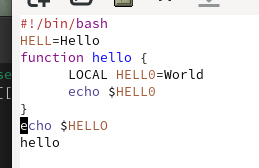 #!/bin/bash
HELL=Hello
function hello {
LOCAL HELL0=World
echo $HELL0
}
echo $HELLO
hello